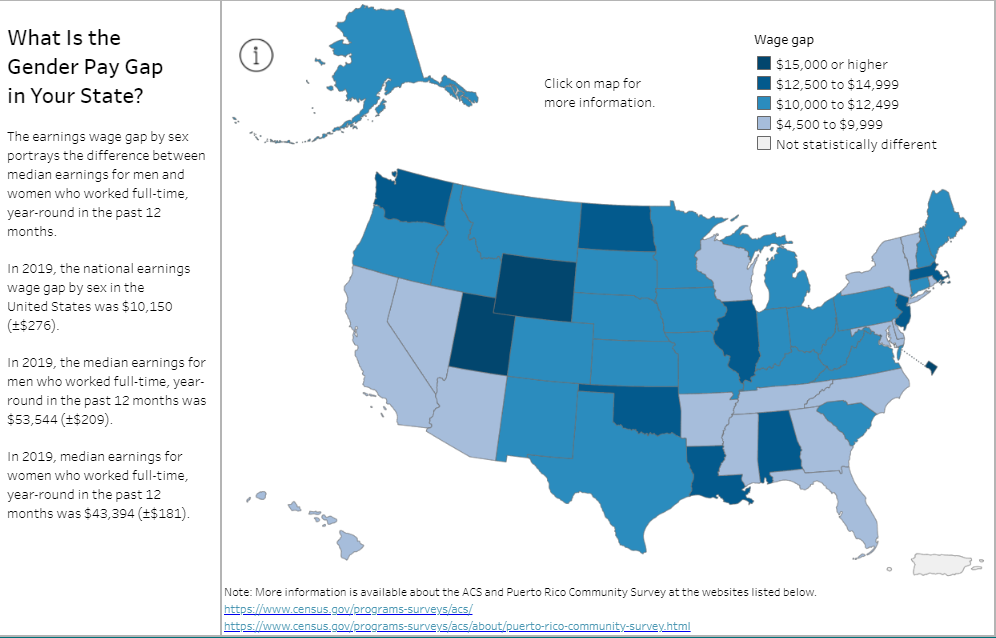 What Is the
Gender Pay Gap
in Your State?
The earnings wage gap by sex
portrays the difference between
median earnings for men and
women who worked full-time,
year-round in the past 12
months.
In 2019, the national earnings
wage gap by sex in the
United States was $10,150
(±$276).
In 2019, the median earnings for
men who worked full-time, year-
round in the past 12 months was
$53,544 (±$209).
In 2019, median earnings for
women who worked full-time,
year-round in the past 12
months was $43,394 (±$181).
i
Click on map for
more information.
Wage gap
$15,000 or higher
$12,500 to $14,999
$10,000 to $12,499
$4,500 to $9,999
Not statistically different
Note: More information is available about the ACS and Puerto Rico Community Survey at the websites listed below.
https://www.census.gov/programs-surveys/acs/
https://www.census.gov/programs-surveys/acs/about/puerto-rico-community-survey.html